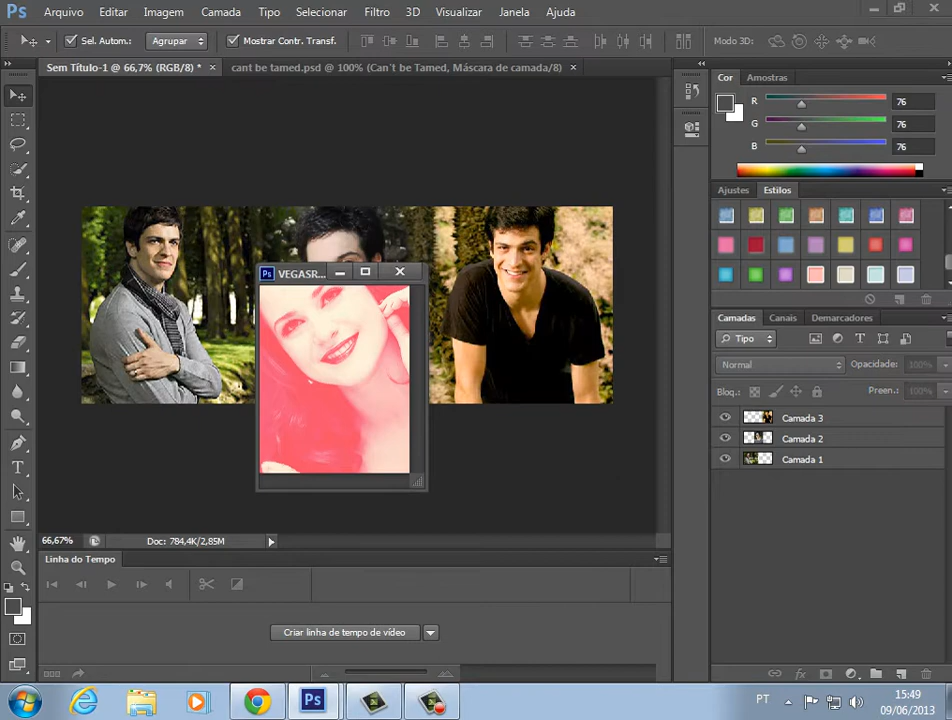 Ps Arquivo Editar Imagem Camada Tipo Selecionar Filtro 3D Visualizar Janela Ajuda
Sel. Autom.: Agrupar Mostrar Contr. Transf. Modo 3D:
Sem Título-1 @ 66,7% (RGB/8) * × cant be tamed.psd @ 100% (Can`t be Tamed, Máscara de camada/8) ×
Cor Amostras
R 76
G 76
B 76
Ajustes Estilos
Ps VEGASR...
Camadas Canais Demarcadores
Tipo
Normal Opacidade: 100%
Bloq.: Preen.: 100%
Camada 3
Camada 2
Camada 1
66,67% Doc: 784,4K/2,85M
Linha do Tempo
Criar linha de tempo de vídeo
fx
Ps
PT
15:49
09/06/2013